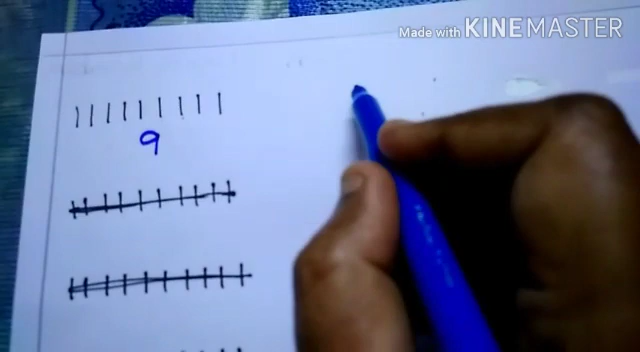 Made with KINEMASTER
| | | | | | | | |
9